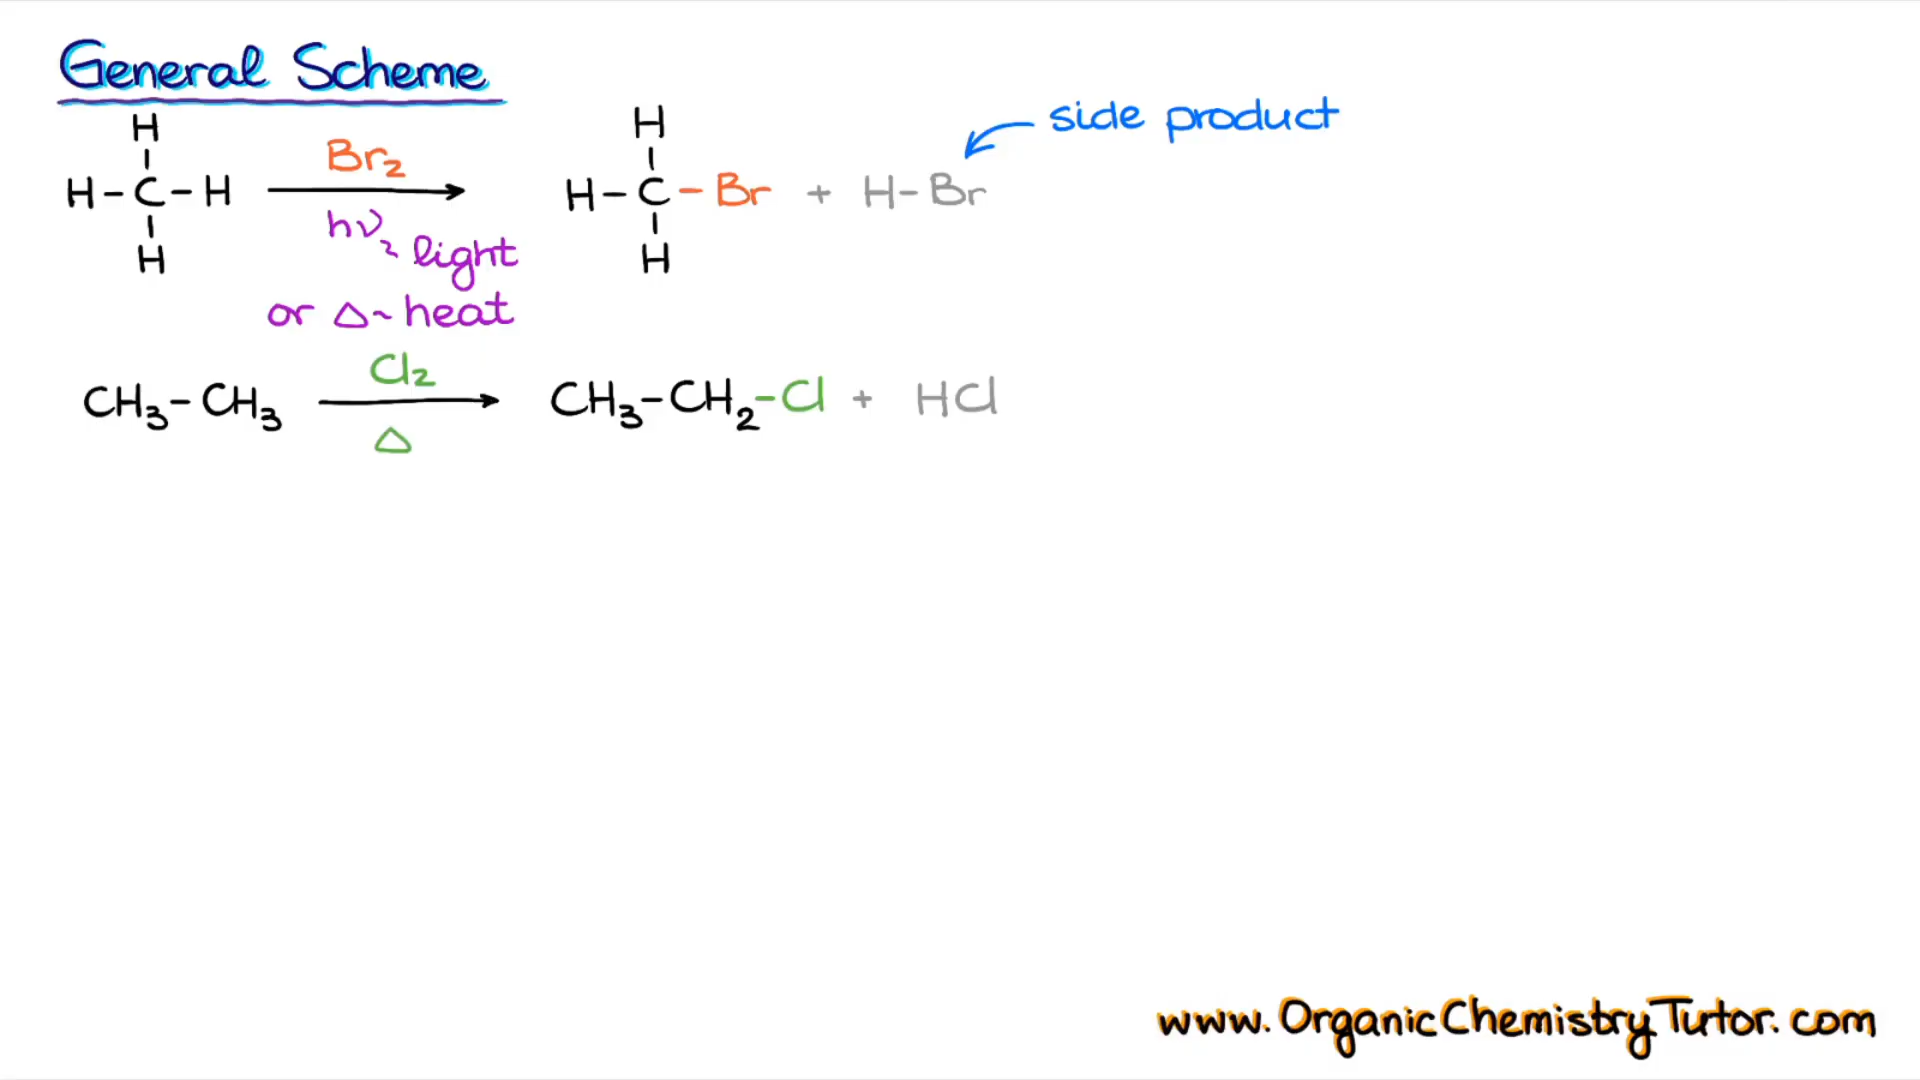 General Scheme
side product
H
H-C-H
H
Br₂
hν ~ light
or Δ ~ heat
H
H-C-Br + H-Br
H
CH₃-CH₃
Cl₂
Δ
CH₃-CH₂-Cl + HCl
www.OrganicChemistryTutor.com